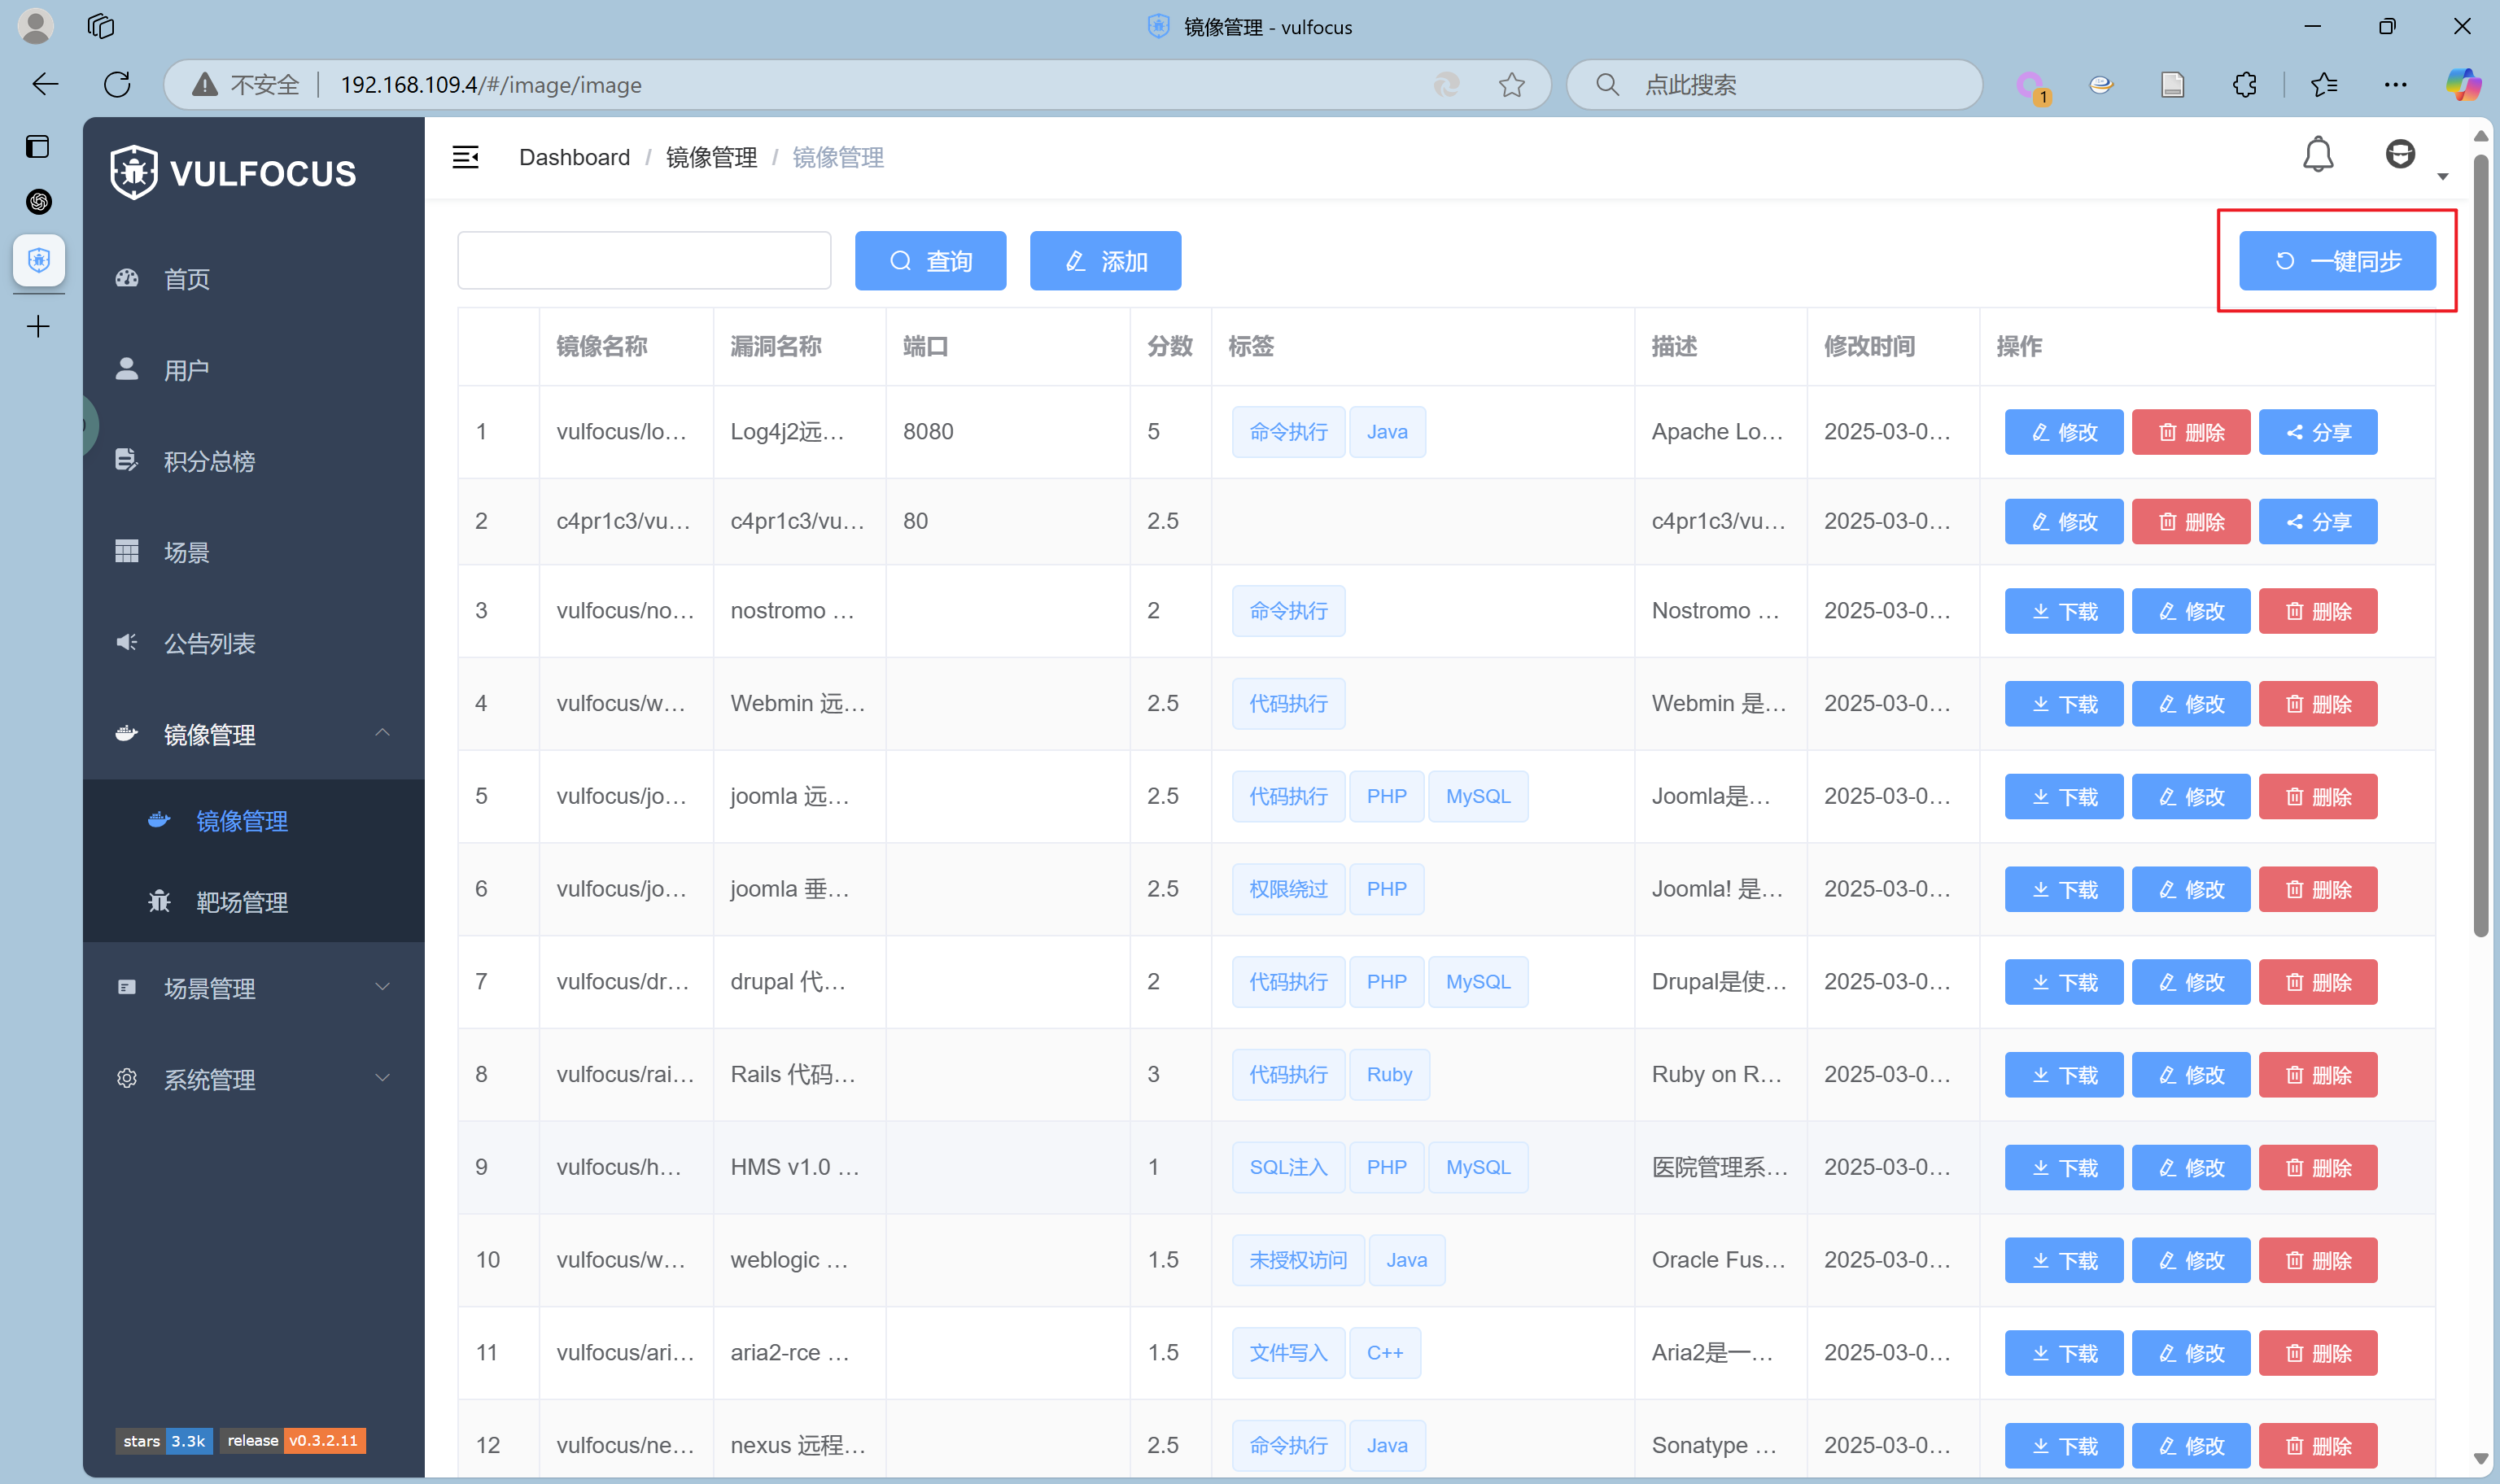 镜像管理 - vulfocus
不安全 192.168.109.4/#/image/image 点此搜索 1
VULFOCUS
首页
用户
积分总榜
场景
公告列表
镜像管理
镜像管理
靶场管理
场景管理
系统管理
stars 3.3k release v0.3.2.11
Dashboard / 镜像管理 / 镜像管理
查询 添加 一键同步
镜像名称 漏洞名称 端口 分数 标签 描述 修改时间 操作
1 vulfocus/lo... Log4j2远... 8080 5 命令执行 Java Apache Lo... 2025-03-0... 修改 删除 分享
2 c4pr1c3/vu... c4pr1c3/vu... 80 2.5 c4pr1c3/vu... 2025-03-0... 修改 删除 分享
3 vulfocus/no... nostromo ... 2 命令执行 Nostromo ... 2025-03-0... 下载 修改 删除
4 vulfocus/w... Webmin 远... 2.5 代码执行 Webmin 是... 2025-03-0... 下载 修改 删除
5 vulfocus/jo... joomla 远... 2.5 代码执行 PHP MySQL Joomla是... 2025-03-0... 下载 修改 删除
6 vulfocus/jo... joomla 垂... 2.5 权限绕过 PHP Joomla! 是... 2025-03-0... 下载 修改 删除
7 vulfocus/dr... drupal 代... 2 代码执行 PHP MySQL Drupal是使... 2025-03-0... 下载 修改 删除
8 vulfocus/rai... Rails 代码... 3 代码执行 Ruby Ruby on R... 2025-03-0... 下载 修改 删除
9 vulfocus/h... HMS v1.0 ... 1 SQL注入 PHP MySQL 医院管理系... 2025-03-0... 下载 修改 删除
10 vulfocus/w... weblogic ... 1.5 未授权访问 Java Oracle Fus... 2025-03-0... 下载 修改 删除
11 vulfocus/ari... aria2-rce ... 1.5 文件写入 C++ Aria2是一... 2025-03-0... 下载 修改 删除
12 vulfocus/ne... nexus 远程... 2.5 命令执行 Java Sonatype ... 2025-03-0... 下载 修改 删除